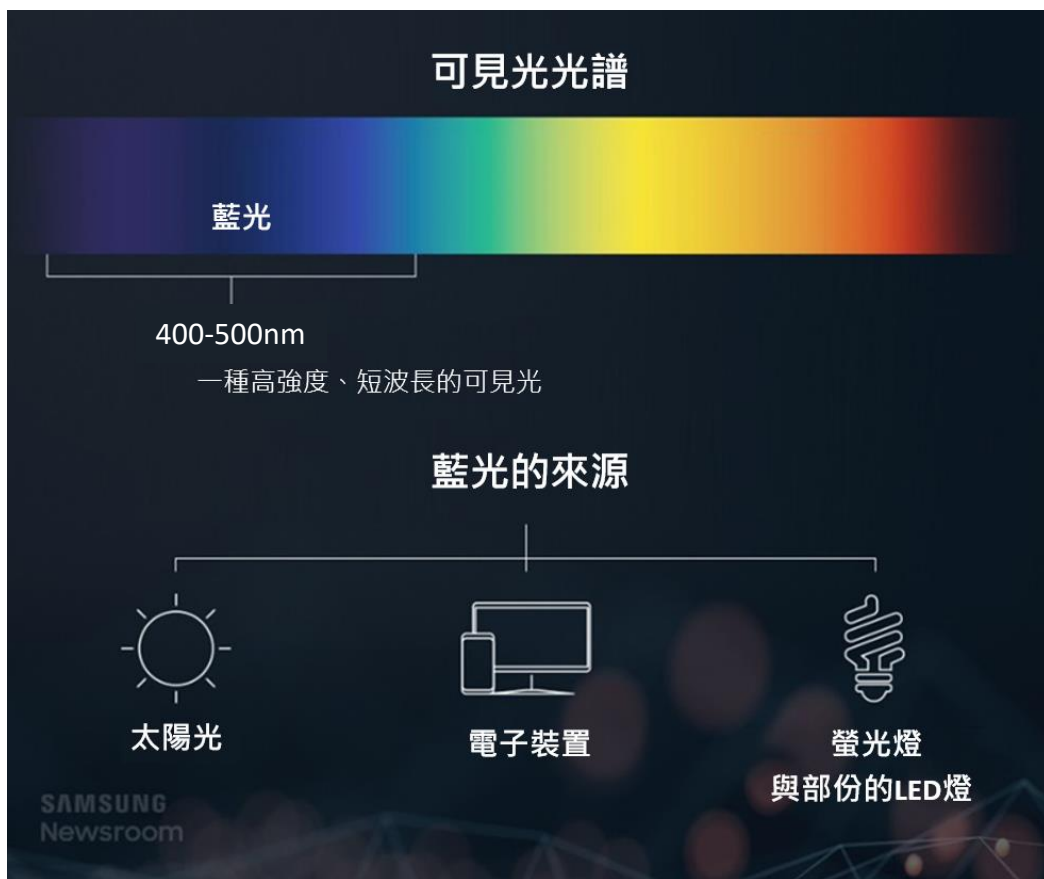 可見光光譜
藍光
400-500nm
一種高強度、短波長的可見光
藍光的來源
太陽光
電子裝置
螢光燈
與部份的LED燈
SAMSUNG
Newsroom